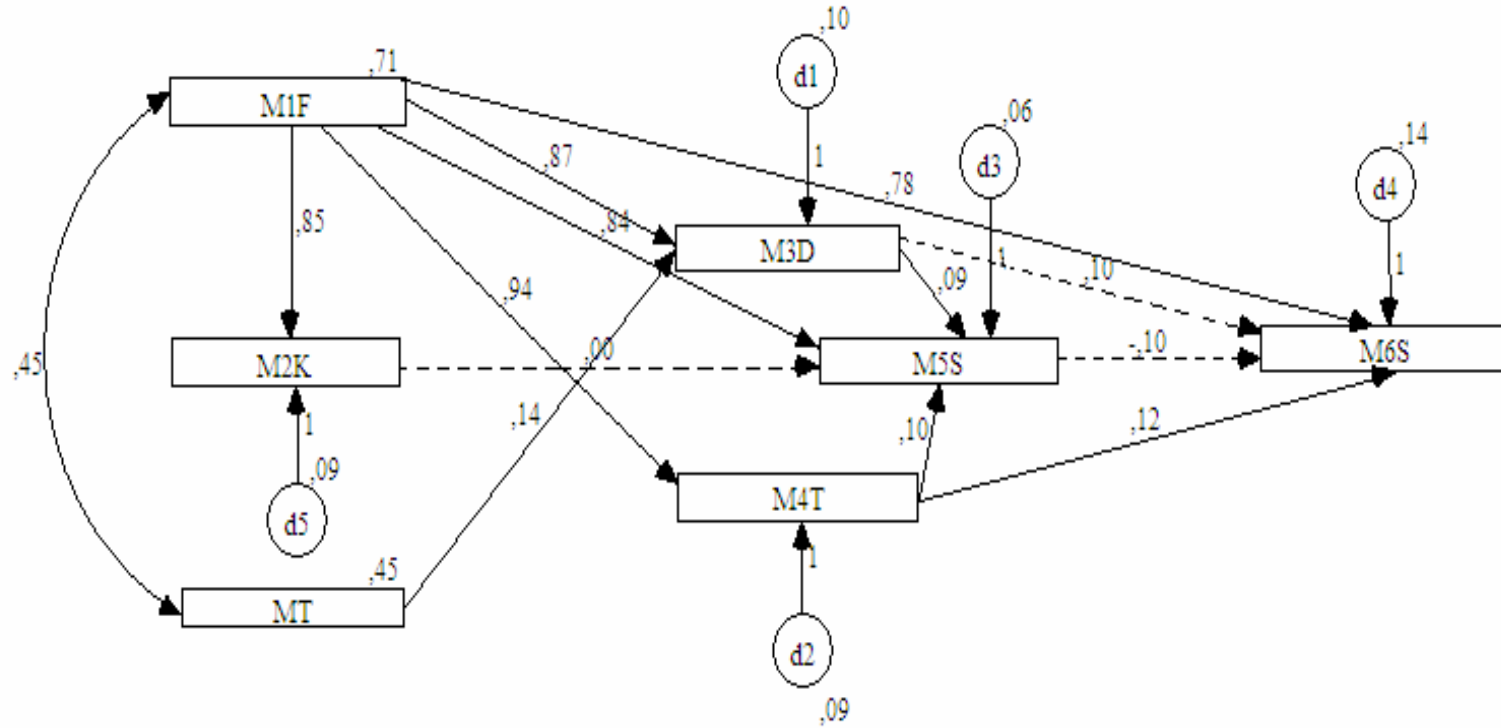 ,10
,71
d1
M1F
,06
,14
,87
1
d3
d4
,78
,85
,84
M3D
1
,10
1
,94
,09
,45
M2K
,00
M5S
-,10
M6S
,14
1
,10
,12
,09
M4T
d5
,45
1
MT
d2
,09